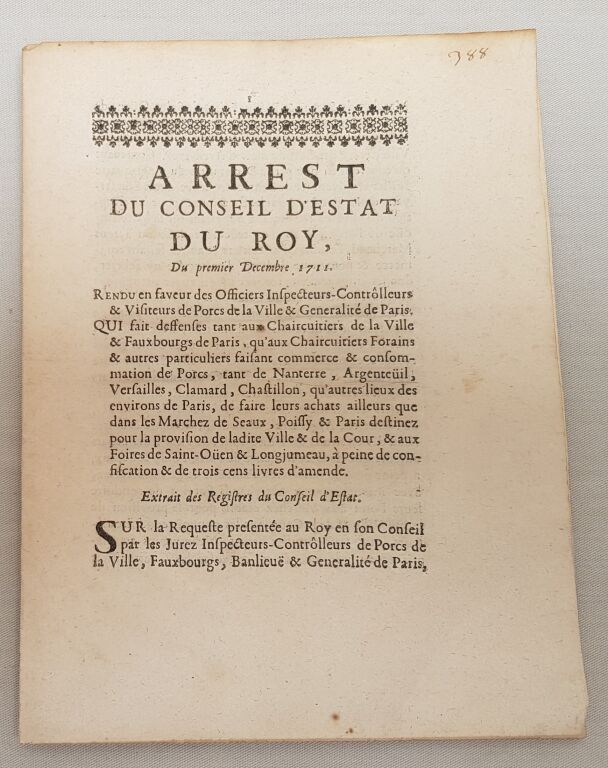 388
ARREST
DU CONSEIL D'ESTAT
DU ROY,
Du premier Decembre 1711.
RENDU en faveur des Officiers Inspecteurs-Contrôlleurs
& Visiteurs de Porcs de la Ville & Generalité de Paris.
QUI fait deffenses tant aux Chaircuitiers de la Ville
& Fauxbourgs de Paris, qu'aux Chaircuitiers Forains
& autres particuliers faisant commerce & consom-
mation de Porcs, tant de Nanterre, Argenteüil,
Versailles, Clamard, Chastillon, qu'autres lieux des
environs de Paris, de faire leurs achats ailleurs que
dans les Marchez de Seaux, Poissy & Paris destinez
pour la provision de ladite Ville & de la Cour, & aux
Foires de Saint-Oüen & Longjumeau, à peine de con-
fiscation & de trois cens livres d'amende.
Extrait des Registres du Conseil d'Estat.
SUR la Requeste presentée au Roy en son Conseil
par les Jurez Inspecteurs-Contrôlleurs de Porcs de
la Ville, Fauxbourgs, Banlieuë & Generalité de Paris,